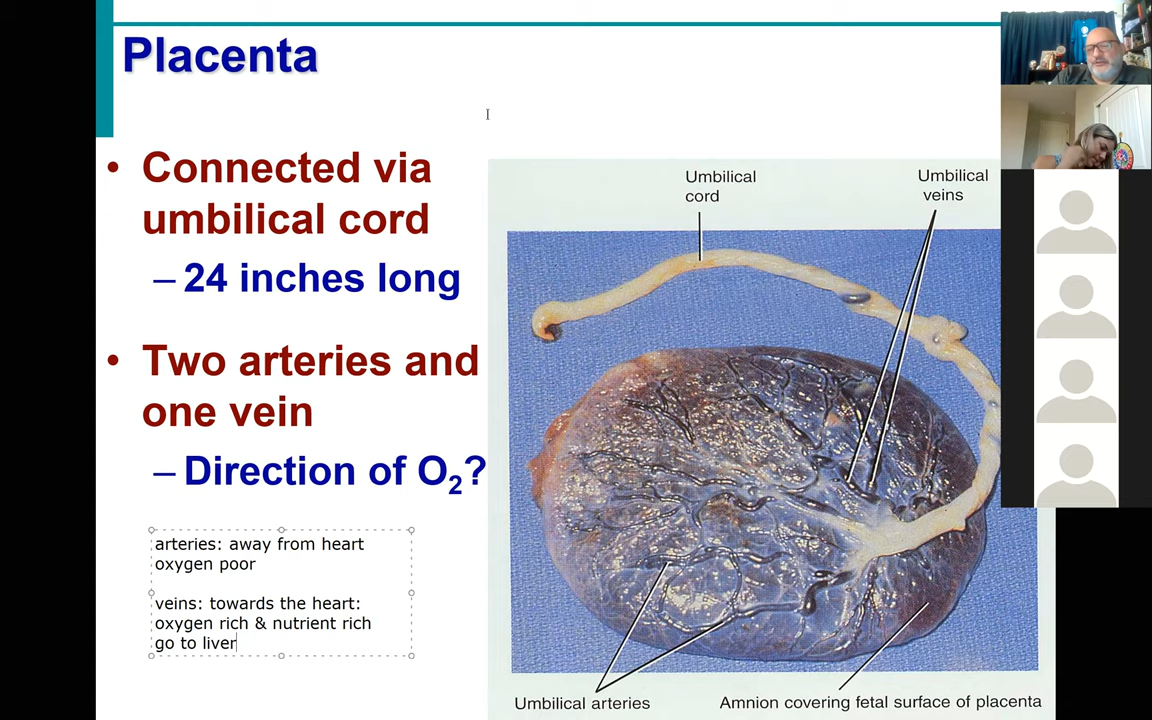 Placenta
• Connected via
umbilical cord
– 24 inches long
• Two arteries and
one vein
– Direction of O₂?
arteries: away from heart
oxygen poor
veins: towards the heart:
oxygen rich & nutrient rich
go to liver
Umbilical
cord
Umbilical
veins
Umbilical arteries
Amnion covering fetal surface of placenta